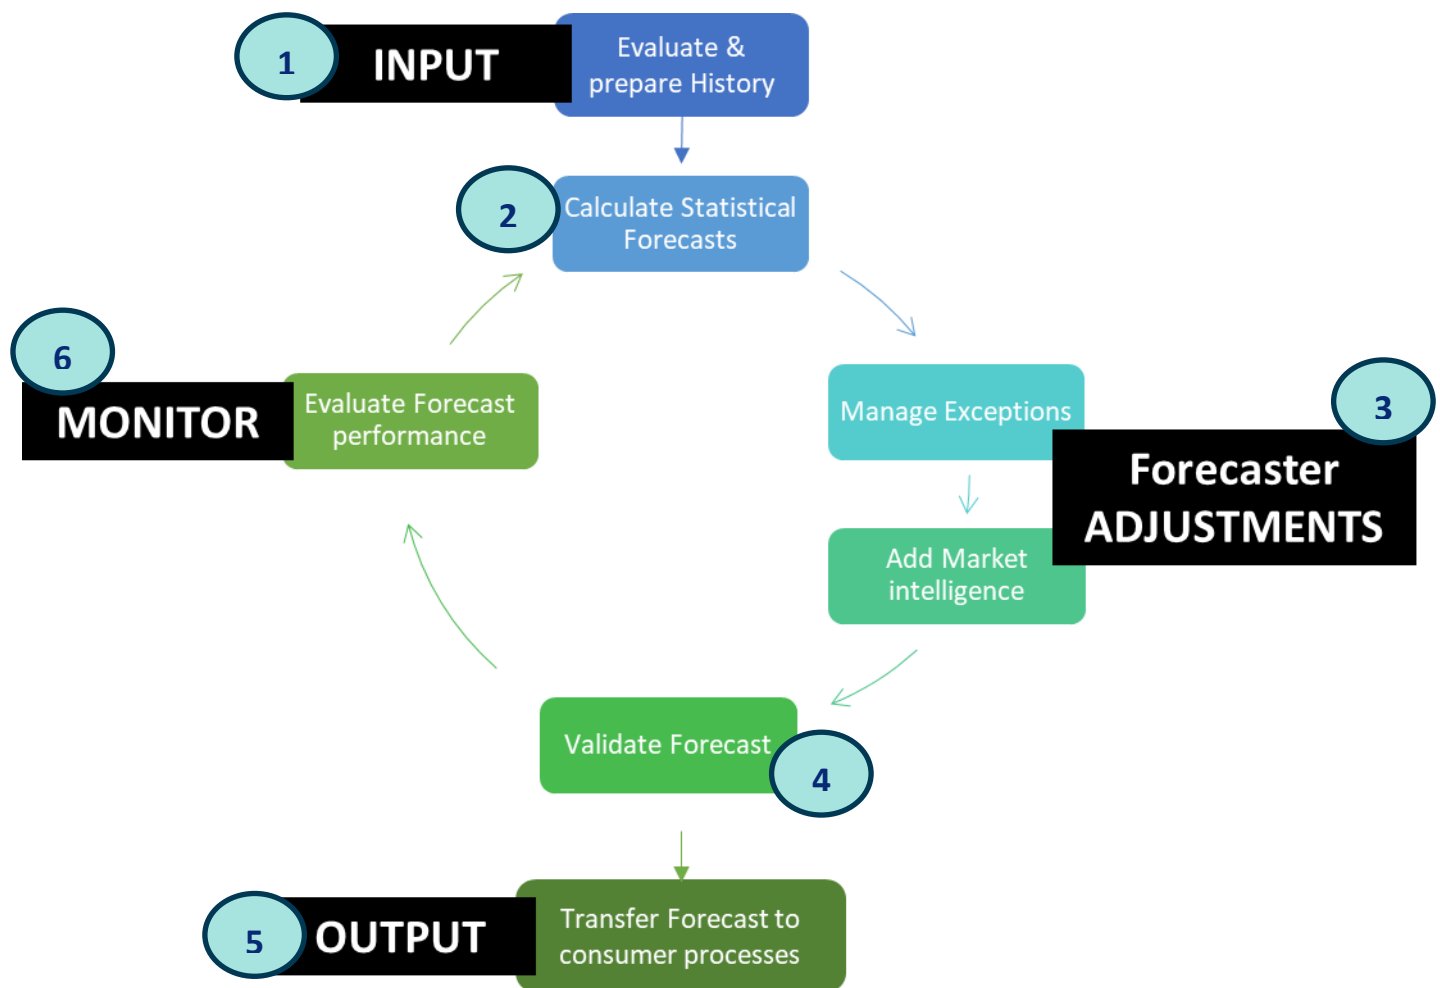 1
INPUT
Evaluate &
prepare History
2
Calculate Statistical
Forecasts
3
Manage Exceptions
Forecaster
ADJUSTMENTS
Add Market
intelligence
4
Validate Forecast
5
OUTPUT
Transfer Forecast to
consumer processes
6
MONITOR
Evaluate Forecast
performance